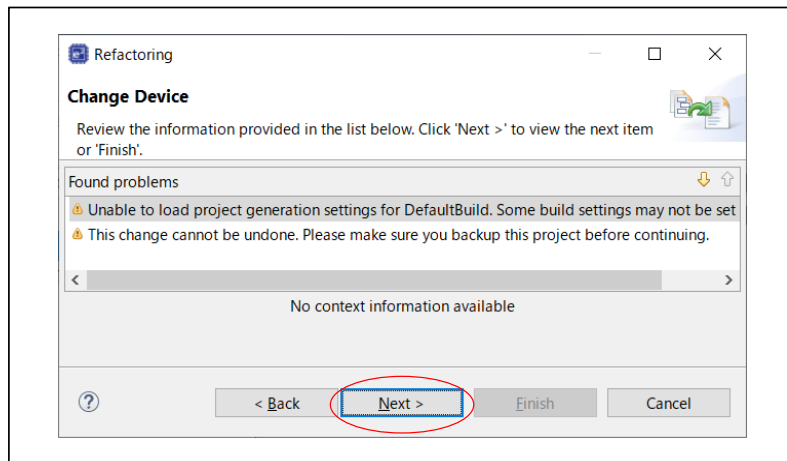 Refactoring
Change Device
Review the information provided in the list below. Click 'Next >' to view the next item
or 'Finish'.
Found problems
Unable to load project generation settings for DefaultBuild. Some build settings may not be set
This change cannot be undone. Please make sure you backup this project before continuing.
No context information available
< Back Next > Finish Cancel